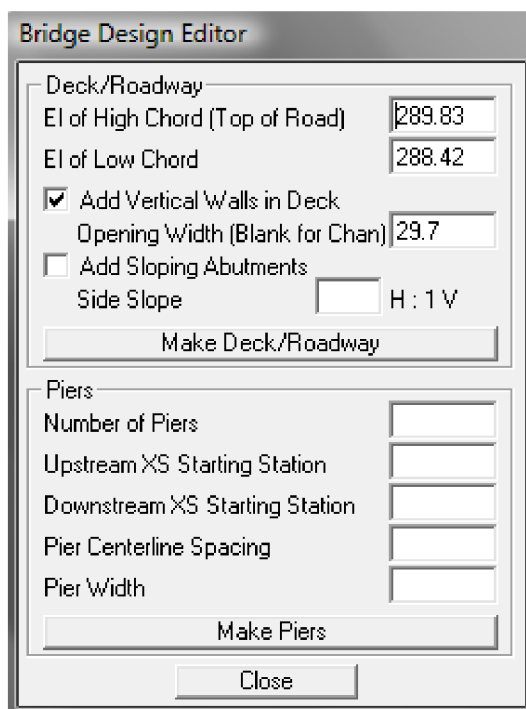 Bridge Design Editor
Deck/Roadway
El of High Chord (Top of Road) 289.83
El of Low Chord 288.42
Add Vertical Walls in Deck
Opening Width (Blank for Chan) 29.7
Add Sloping Abutments
Side Slope H : 1 V
Make Deck/Roadway
Piers
Number of Piers
Upstream XS Starting Station
Downstream XS Starting Station
Pier Centerline Spacing
Pier Width
Make Piers
Close